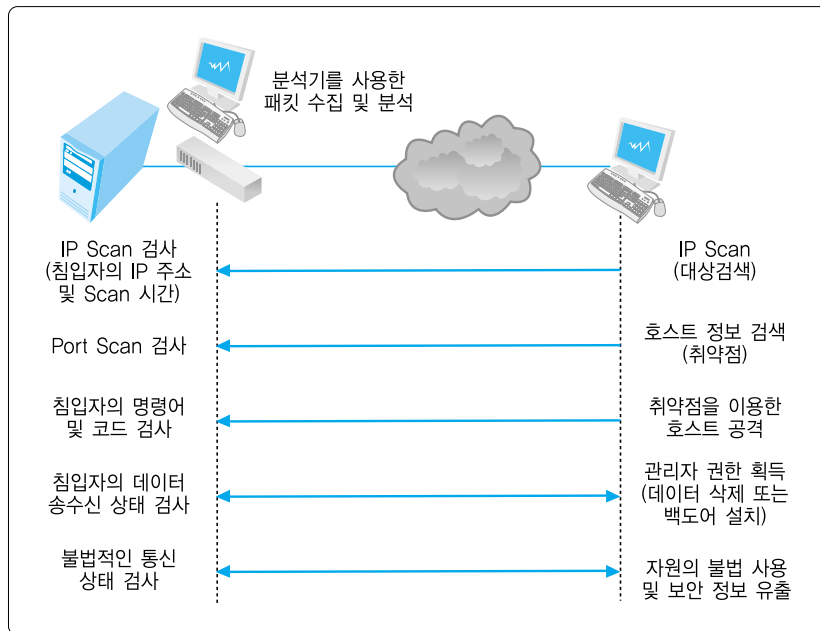 분석기를 사용한
패킷 수집 및 분석
IP Scan 검사
(침입자의 IP 주소
및 Scan 시간)
IP Scan
(대상검색)
Port Scan 검사
호스트 정보 검색
(취약점)
침입자의 명령어
및 코드 검사
취약점을 이용한
호스트 공격
침입자의 데이터
송수신 상태 검사
관리자 권한 획득
(데이터 삭제 또는
백도어 설치)
불법적인 통신
상태 검사
자원의 불법 사용
및 보안 정보 유출